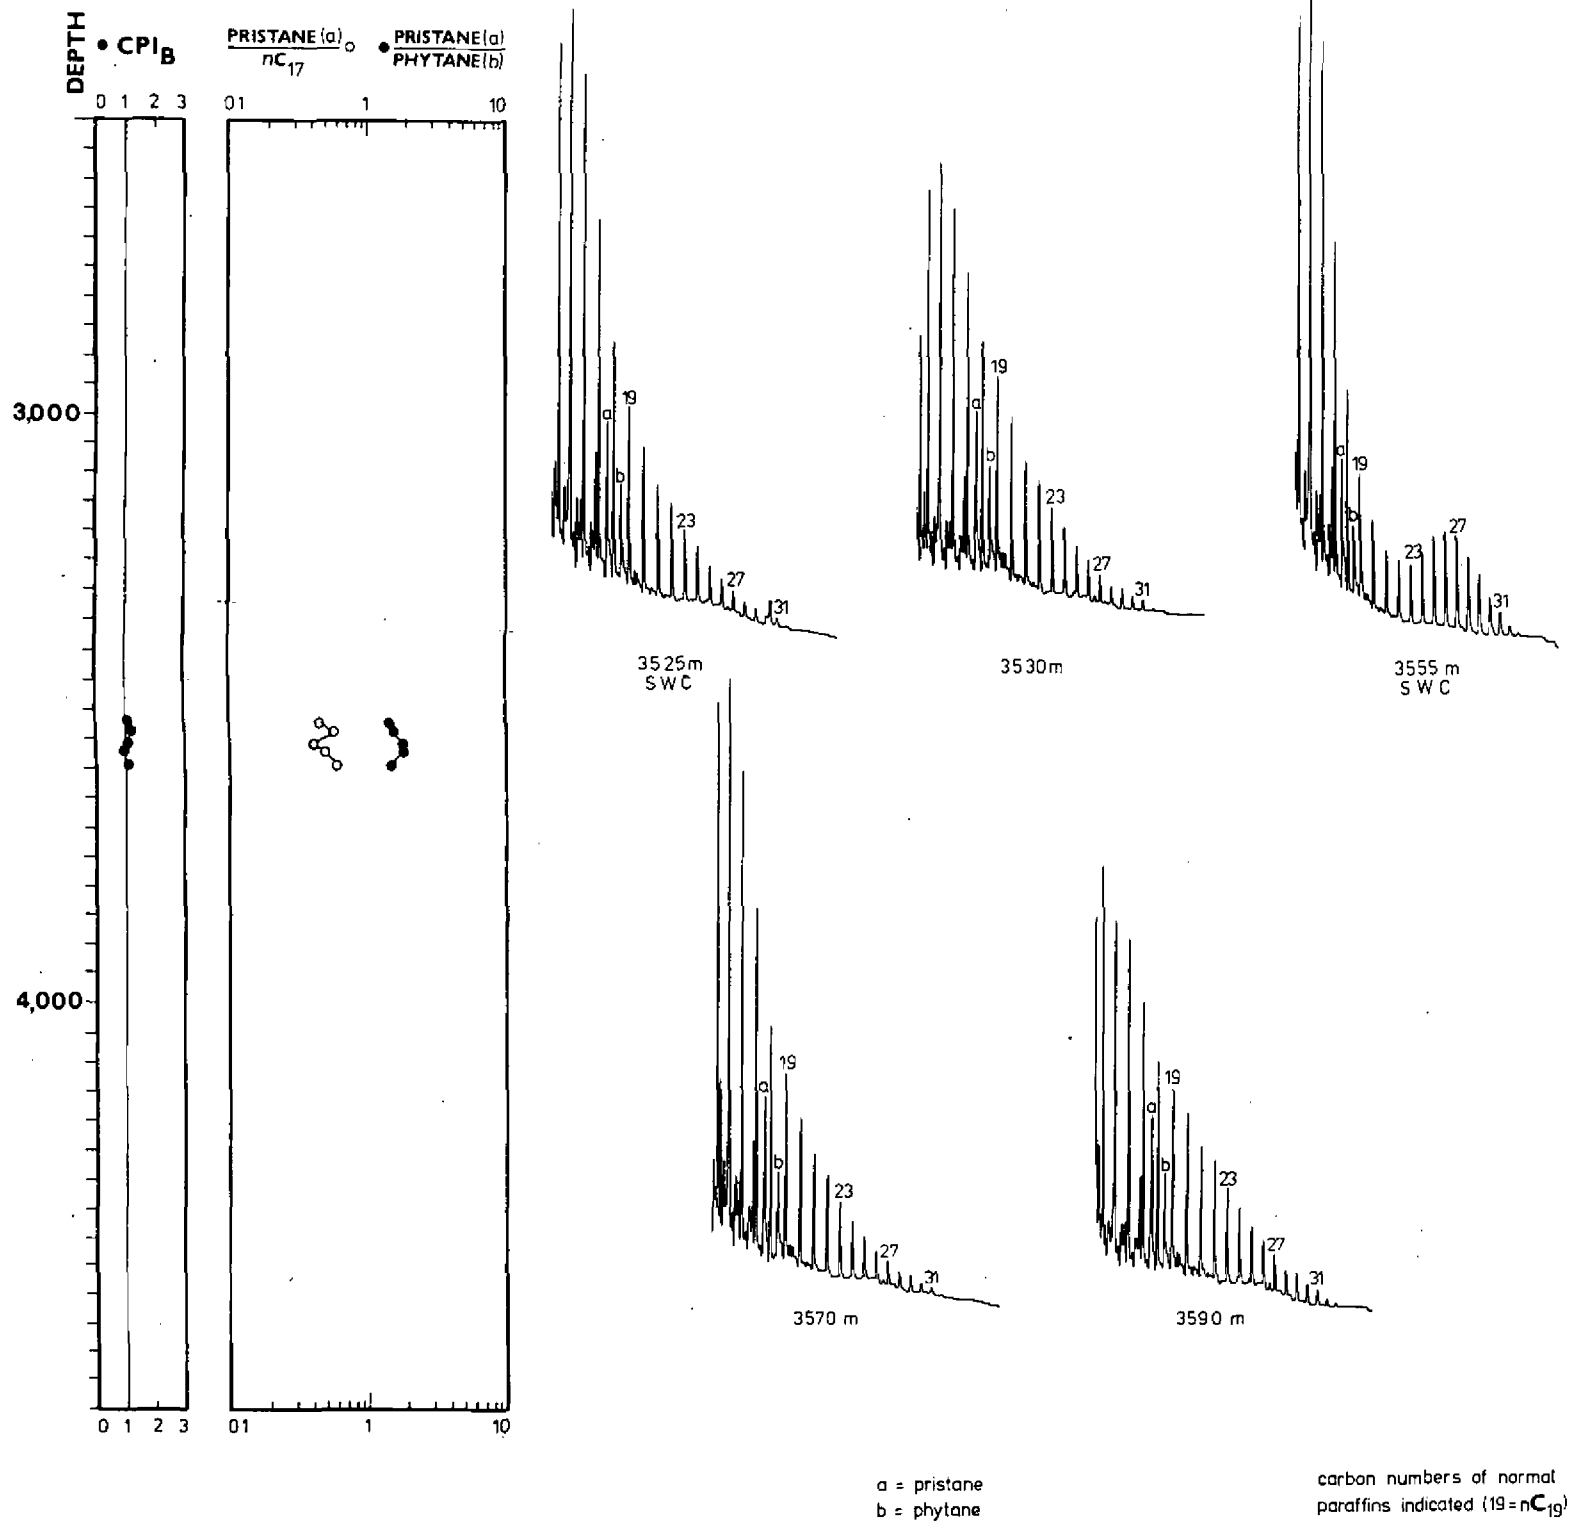 DEPTH
• CPIB
PRISTANE (a) ○
nC17
● PRISTANE (a)
PHYTANE (b)
0 1 2 3
01 1 10
3,000
4,000
0 1 2 3
01 1 10
a
b
19
23
27
31
3525m
SWC
a
b
19
23
27
31
3530m
a
b
19
23
27
31
3555 m
SWC
a
b
19
23
27
31
3570 m
a
b
19
23
27
31
3590 m
a = pristane
b = phytane
carbon numbers of normal
paraffins indicated (19=nC19)